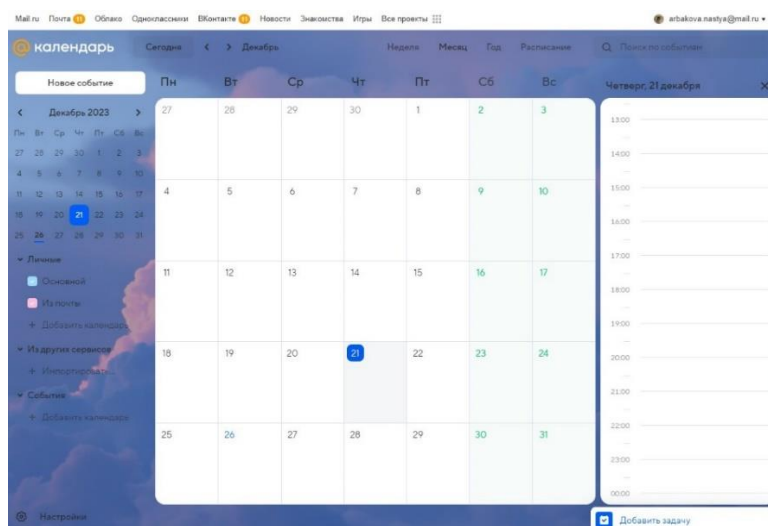 Mail.ru Почта 11 Облако Одноклассники ВКонтакте 11 Новости Знакомства Игры Все проекты arbakova.nastya@mail.ru
календарь Сегодня < > Декабрь Неделя Месяц Год Расписание Поиск по событиям
Новое событие
Пн Вт Ср Чт Пт Сб Вс
Четверг, 21 декабря
< Декабрь 2023 >
Пн Вт Ср Чт Пт Сб Вс
27 28 29 30 1 2 3
4 5 6 7 8 9 10
11 12 13 14 15 16 17
18 19 20 21 22 23 24
25 26 27 28 29 30 31
Личные
Основной
Из почты
+ Добавить календарь
Из других сервисов
+ Импортировать...
События
+ Добавить календари
Настройки
27 28 29 30 1 2 3
4 5 6 7 8 9 10
11 12 13 14 15 16 17
18 19 20 21 22 23 24
25 26 27 28 29 30 31
13:00
14:00
15:00
16:00
17:00
18:00
19:00
20:00
21:00
22:00
23:00
00:00
Добавить задачу